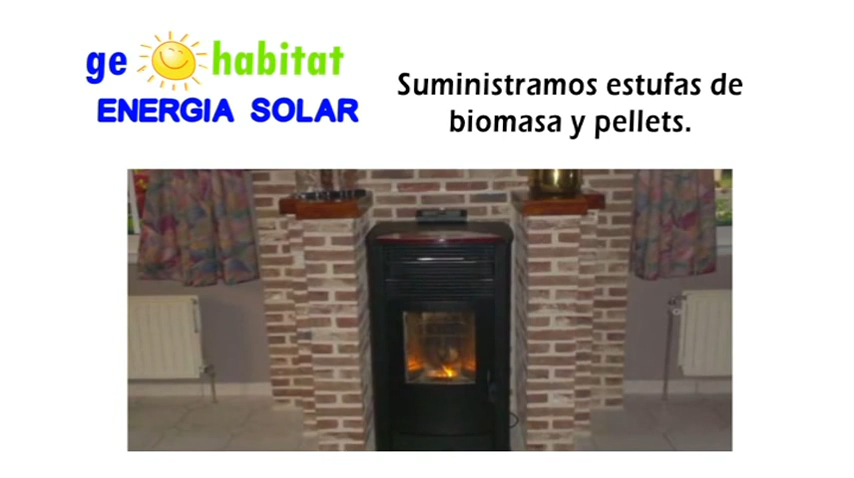 ge habitat
ENERGIA SOLAR
Suministramos estufas de
biomasa y pellets.